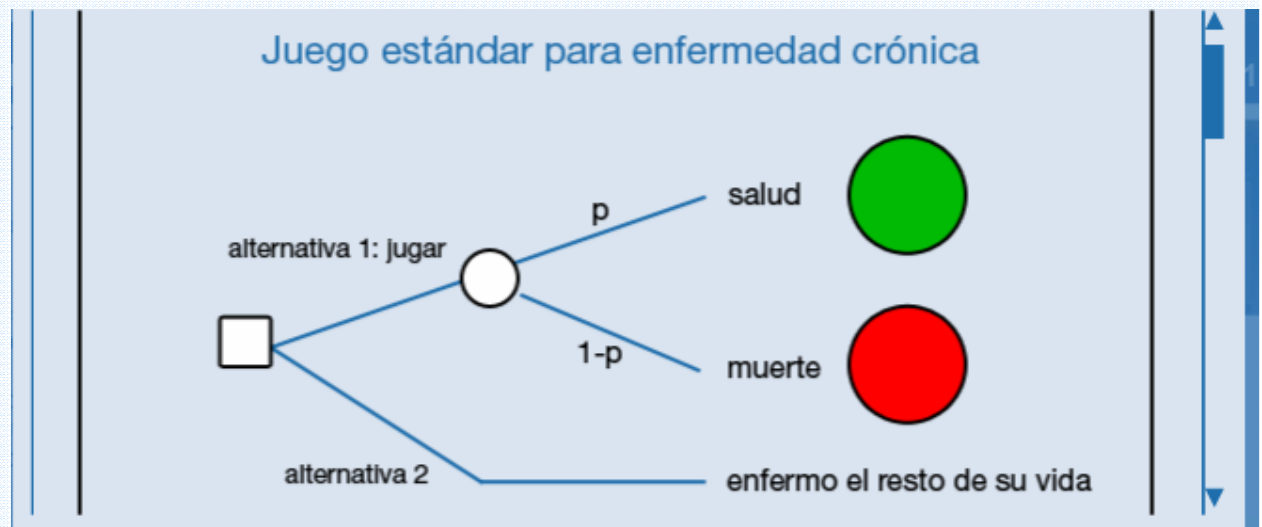 Juego estándar para enfermedad crónica
p
salud
alternativa 1: jugar
1-p
muerte
alternativa 2
enfermo el resto de su vida
1